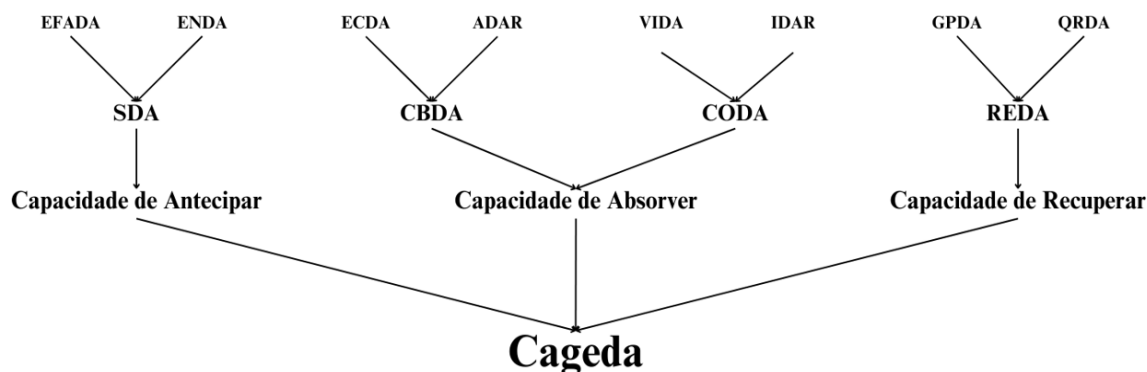 EFADA ENDA ECDA ADAR VIDA IDAR GPDA QRDA
SDA CBDA CODA REDA
Capacidade de Antecipar Capacidade de Absorver Capacidade de Recuperar
Cageda